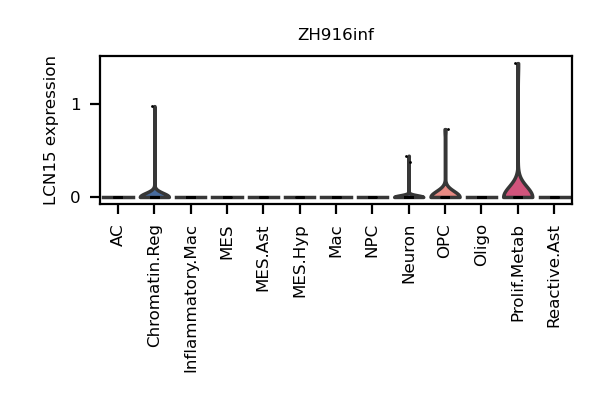 ZH916inf
LCN15 expression
1
0
AC
Chromatin.Reg
Inflammatory.Mac
MES
MES.Ast
MES.Hyp
Mac
NPC
Neuron
OPC
Oligo
Prolif.Metab
Reactive.Ast